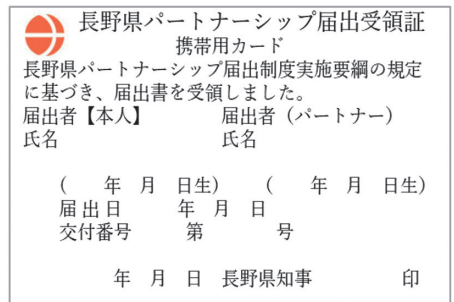 長野県パートナーシップ届出受領証
携帯用カード
長野県パートナーシップ届出制度実施要綱の規定
に基づき、届出書を受領しました。
届出者【本人】　　　　届出者（パートナー）
氏名　　　　　　　　　氏名
(　　年　月　日生)　　(　　年　月　日生)
届出日　　　年　月　日
交付番号　　　第　　　　号
年　月　日　長野県知事　　　　　印